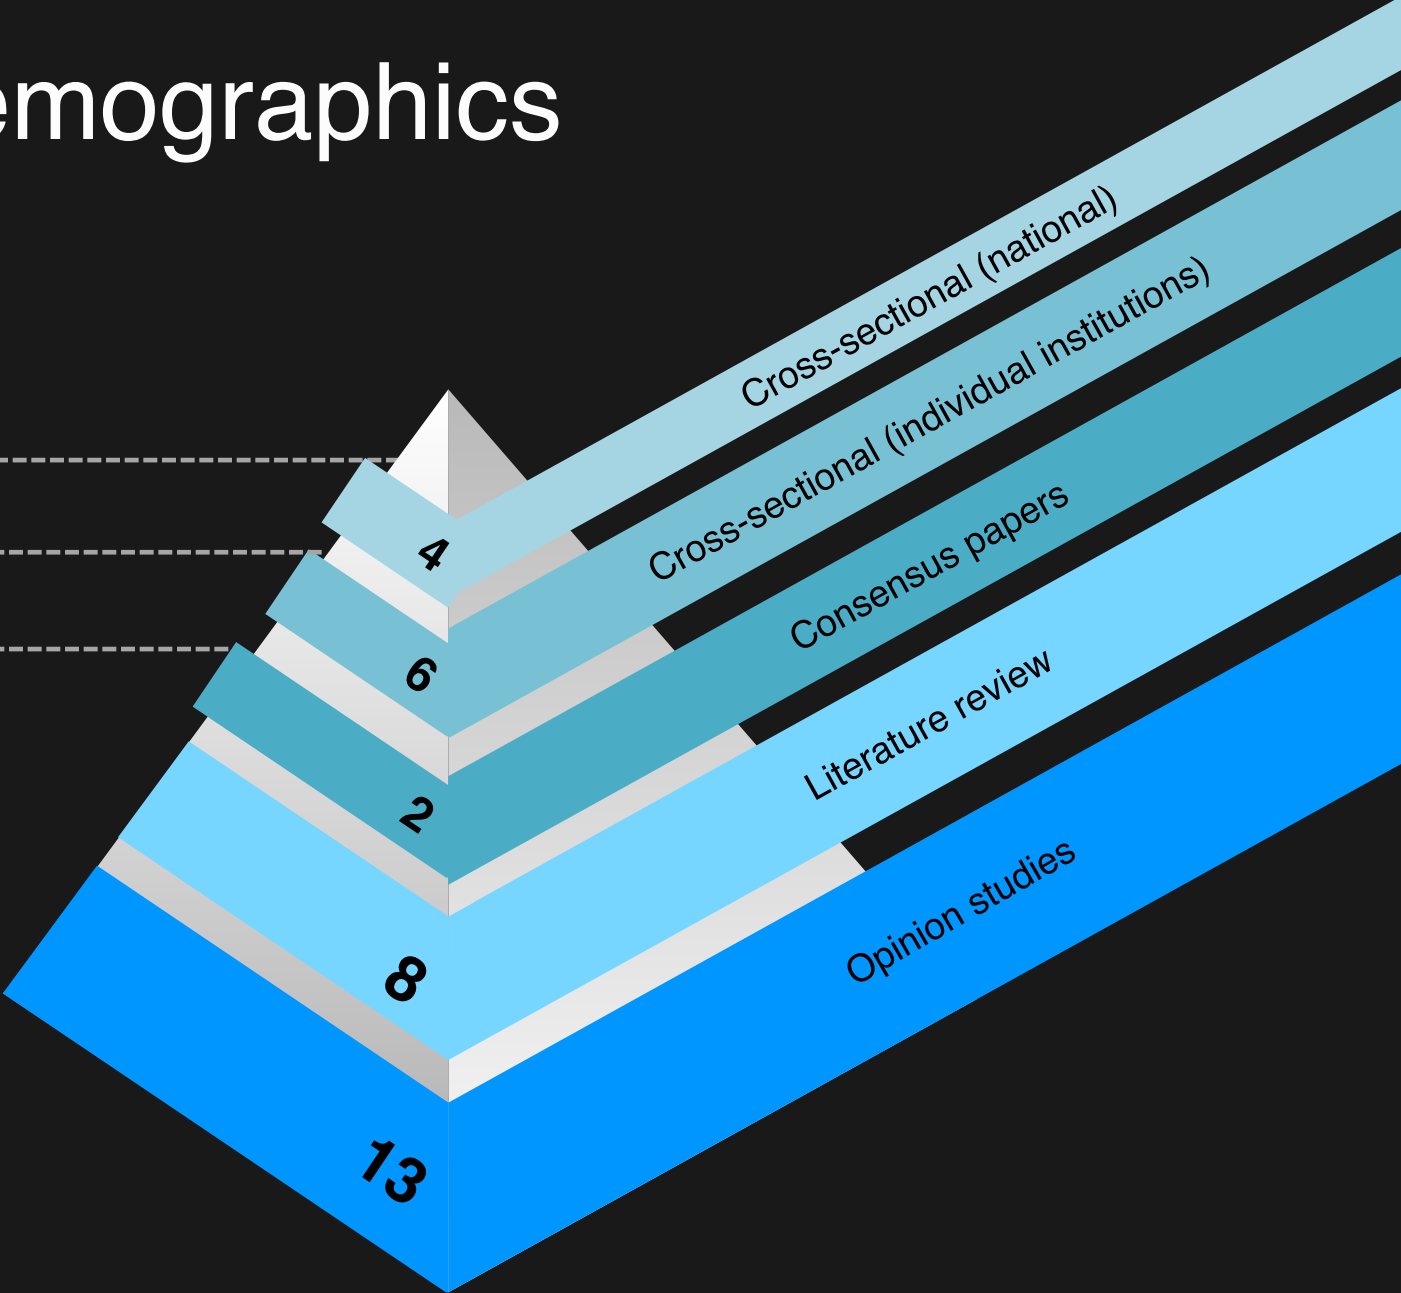 emographics
Cross-sectional (national)
4
Cross-sectional (individual institutions)
6
Consensus papers
2
Literature review
8
Opinion studies
13